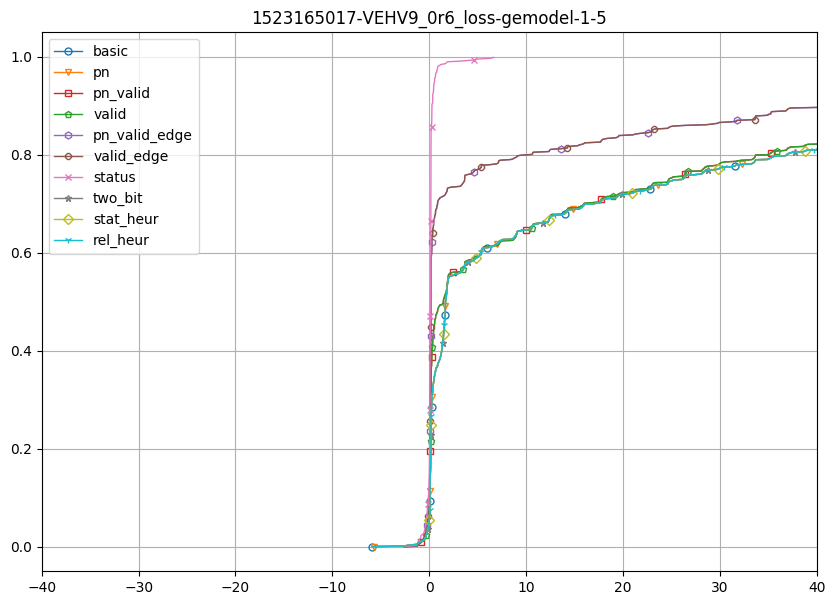 1523165017-VEHV9_0r6_loss-gemodel-1-5
1.0
0.8
0.6
0.4
0.2
0.0
basic
pn
pn_valid
valid
pn_valid_edge
valid_edge
status
two_bit
stat_heur
rel_heur
−40
−30
−20
−10
0
10
20
30
40